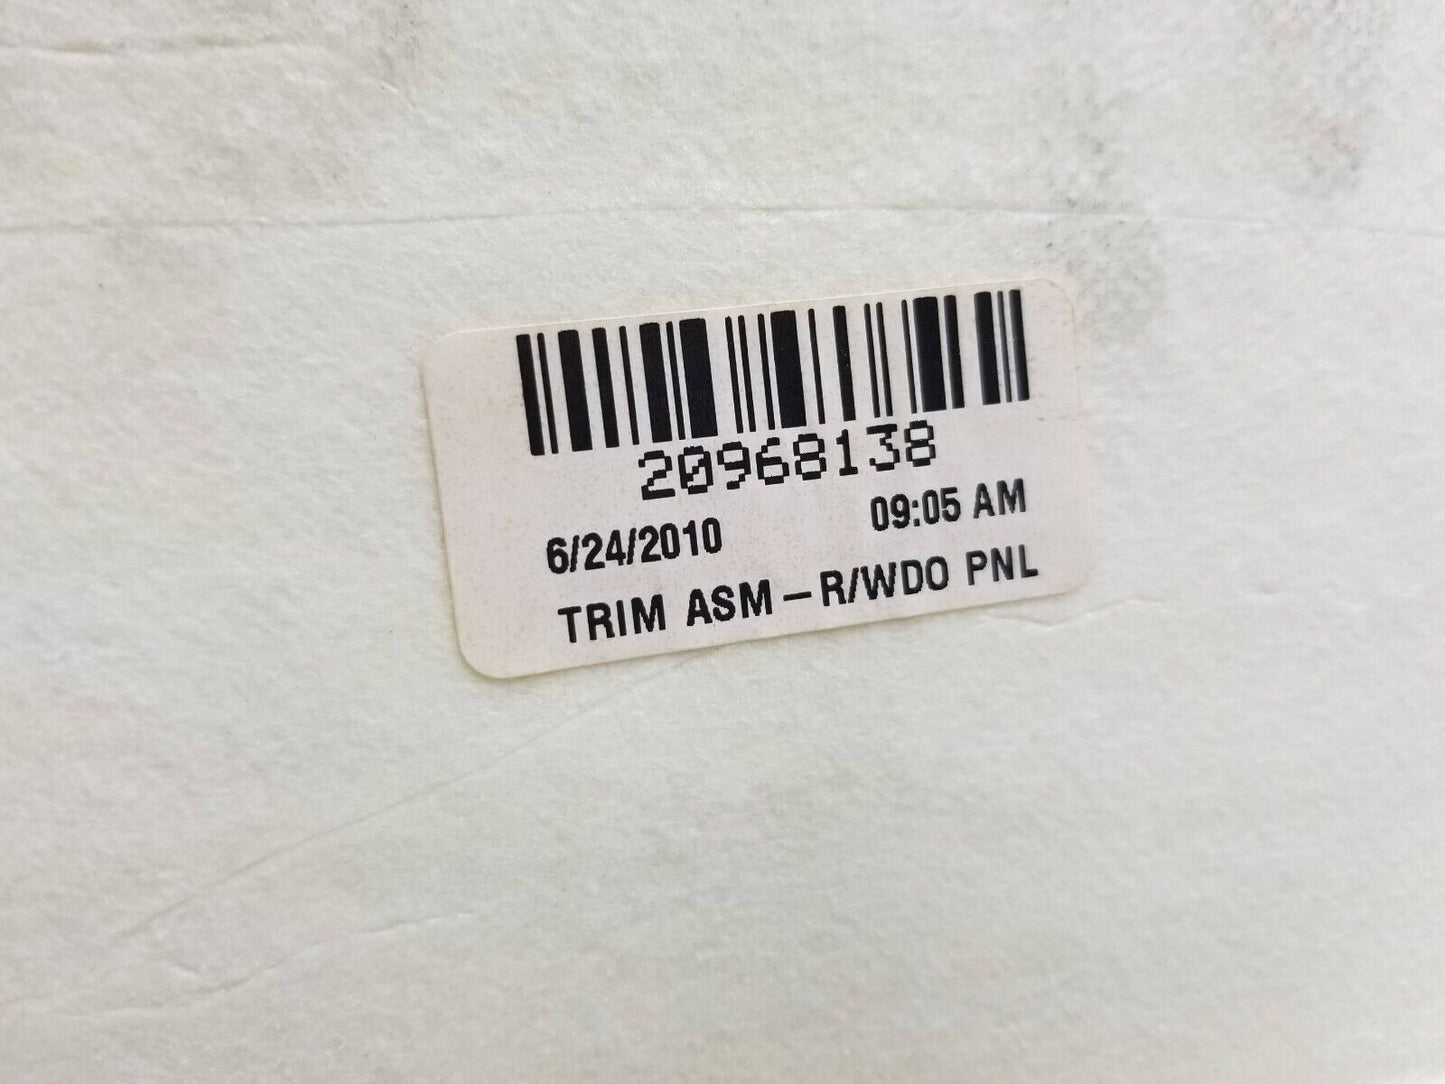 20968138
6/24/2010 09:05 AM
TRIM ASM – R/WDO PNL